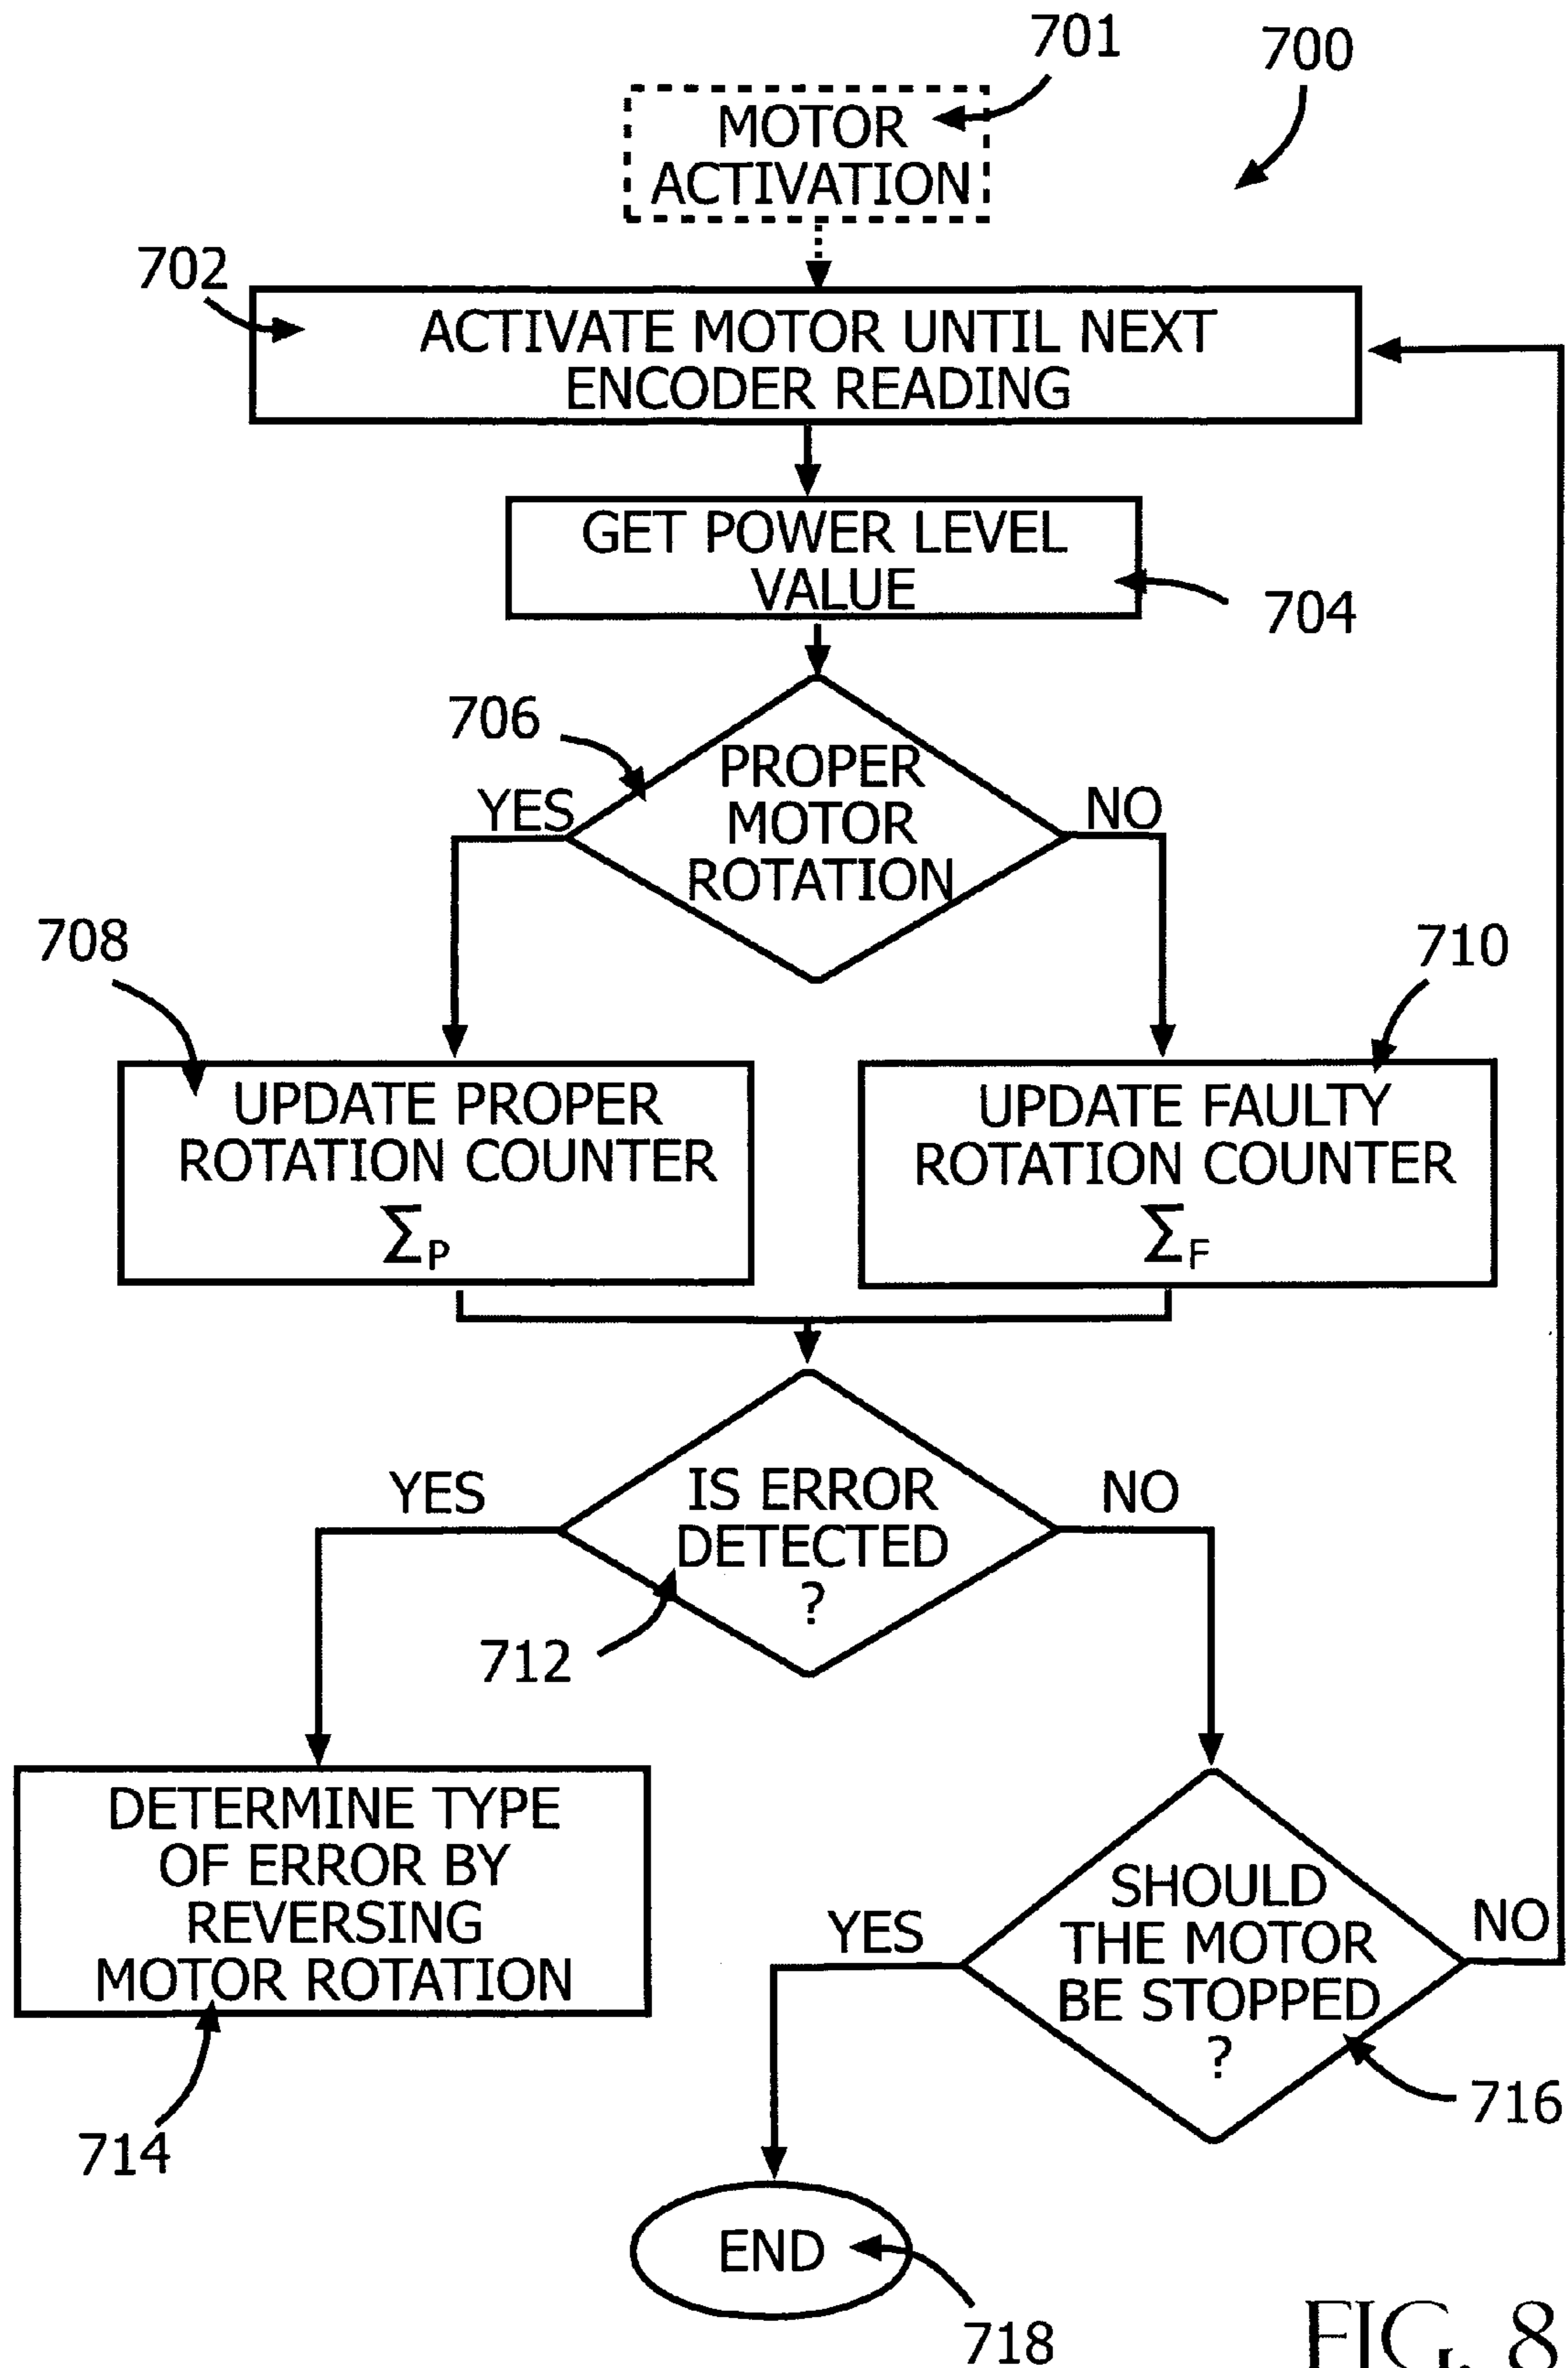 701
700
MOTOR
ACTIVATION
702
ACTIVATE MOTOR UNTIL NEXT
ENCODER READING
GET POWER LEVEL
VALUE
704
706
PROPER
MOTOR
ROTATION
YES
NO
708
710
UPDATE PROPER
ROTATION COUNTER
Σ P
UPDATE FAULTY
ROTATION COUNTER
Σ F
YES
IS ERROR
DETECTED
?
NO
712
DETERMINE TYPE
OF ERROR BY
REVERSING
MOTOR ROTATION
714
YES
SHOULD
THE MOTOR
BE STOPPED
?
NO
716
END
718
FIG. 8